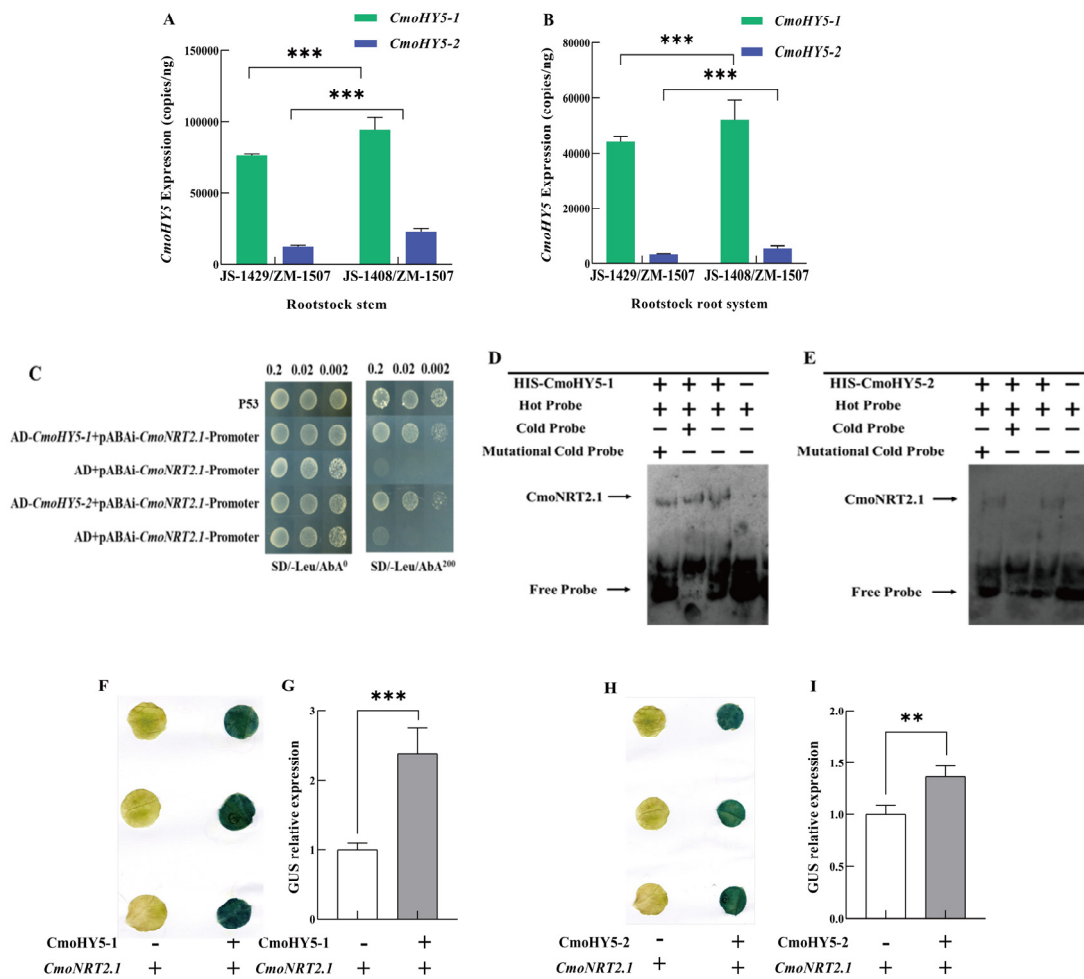 A
CmoHY5-1
CmoHY5-2
CmoHY5 Expression (copies/ng)
150000
100000
50000
0
***
***
JS-1429/ZM-1507 JS-1408/ZM-1507
Rootstock stcm
B
CmoHY5-1
CmoHY5-2
CmoHY5 Expression (copies/ng)
80000
60000
40000
20000
0
***
***
JS-1429/ZM-1507 JS-1408/ZM-1507
Rootstock root system
C
0.2 0.02 0.002 0.2 0.02 0.002
P53
AD-CmoHY5-1+pABAi-CmoNRT2.1-Promoter
AD+pABAi-CmoNRT2.1-Promoter
AD-CmoHY5-2+pABAi-CmoNRT2.1-Promoter
AD+pABAi-CmoNRT2.1-Promoter
SD/-Leu/AbA⁰ SD/-Leu/AbA²⁰⁰
D
HIS-CmoHY5-1 + + + −
Hot Probe + + + +
Cold Probe − + − −
Mutational Cold Probe + − − −
CmoNRT2.1
Free Probe
E
HIS-CmoHY5-2 + + + −
Hot Probe + + + +
Cold Probe − + − −
Mutational Cold Probe + − − −
CmoNRT2.1
Free Probe
F
CmoHY5-1 - +
CmoNRT2.1 + +
G
GUS relative expression
3
2
1
0
***
CmoHY5-1 - +
CmoNRT2.1 + +
H
CmoHY5-2 - +
CmoNRT2.1 + +
I
GUS relative expression
2.0
1.5
1.0
0.5
0.0
**
CmoHY5-2 - +
CmoNRT2.1 + +